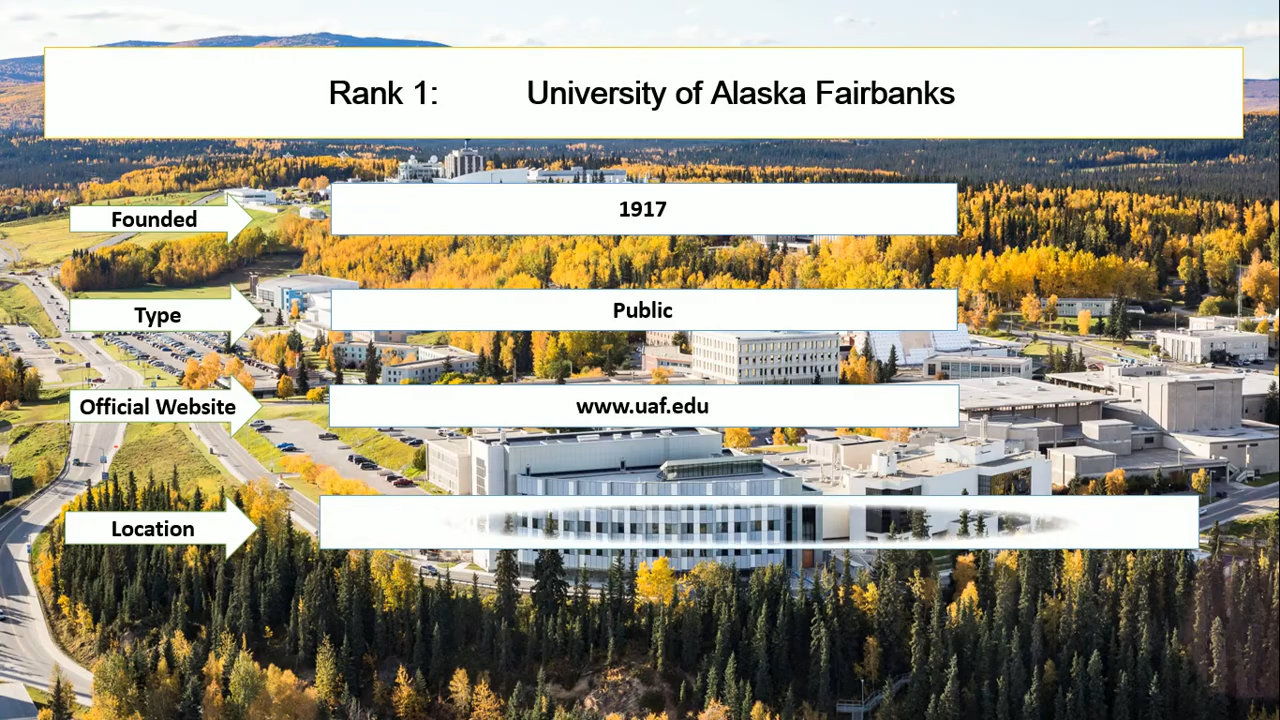 Rank 1: University of Alaska Fairbanks
Founded 1917
Type Public
Official Website www.uaf.edu
Location